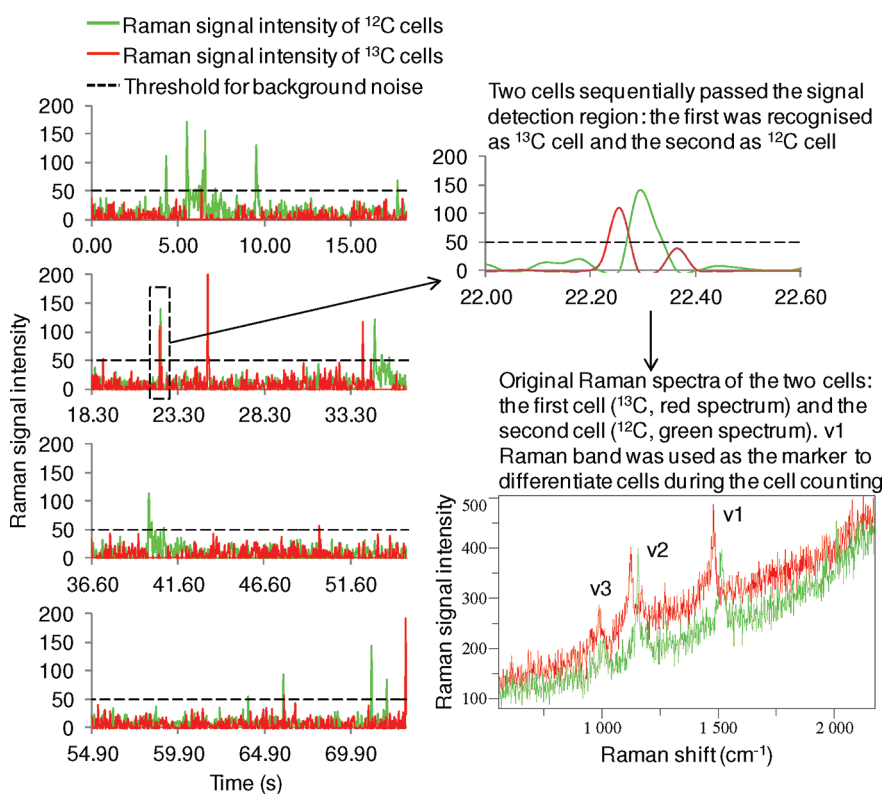 Raman signal intensity of ¹²C cells
Raman signal intensity of ¹³C cells
Threshold for background noise
200
150
100
50
0
0.00 5.00 10.00 15.00
200
150
100
50
0
18.30 23.30 28.30 33.30
200
150
100
50
0
36.60 41.60 46.60 51.60
200
150
100
50
0
54.90 59.90 64.90 69.90
Time (s)
Raman signal intensity
Two cells sequentially passed the signal
detection region: the first was recognised
as ¹³C cell and the second as ¹²C cell
200
150
100
50
0
22.00 22.20 22.40 22.60
Original Raman spectra of the two cells:
the first cell (¹³C, red spectrum) and the
second cell (¹²C, green spectrum). v1
Raman band was used as the marker to
differentiate cells during the cell counting
500
400
300
200
100
v3
v2
v1
1 000 1 500 2 000
Raman shift (cm⁻¹)
Raman signal intensity